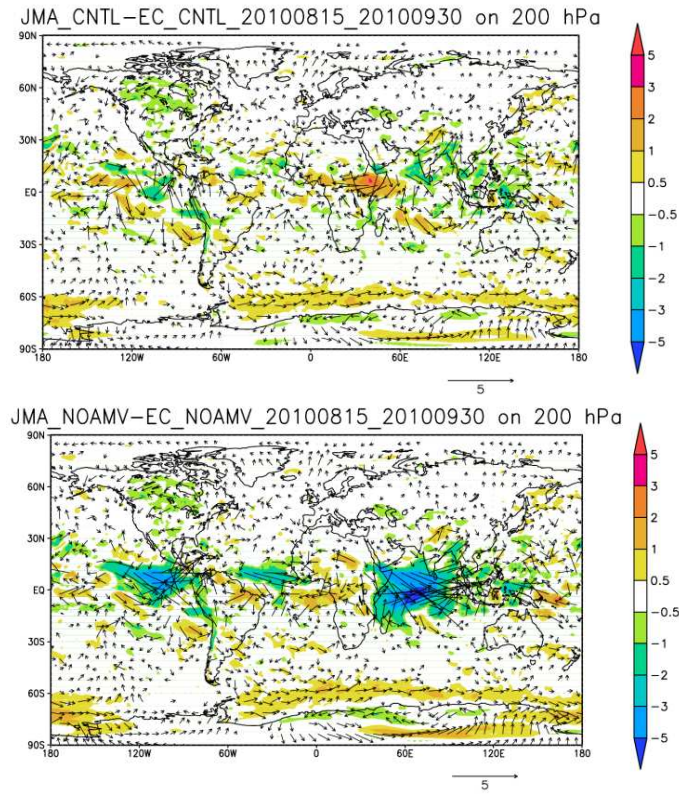 JMA_CNTL-EC_CNTL_20100815_20100930 on 200 hPa
90N
60N
30N
EQ
30S
60S
90S
180 120W 60W 0 60E 120E 180
5
3
2
1
0.5
-0.5
-1
-2
-3
-5
5
JMA_NOAMV-EC_NOAMV_20100815_20100930 on 200 hPa
90N
60N
30N
EQ
30S
60S
90S
180 120W 60W 0 60E 120E 180
5
3
2
1
0.5
-0.5
-1
-2
-3
-5
5